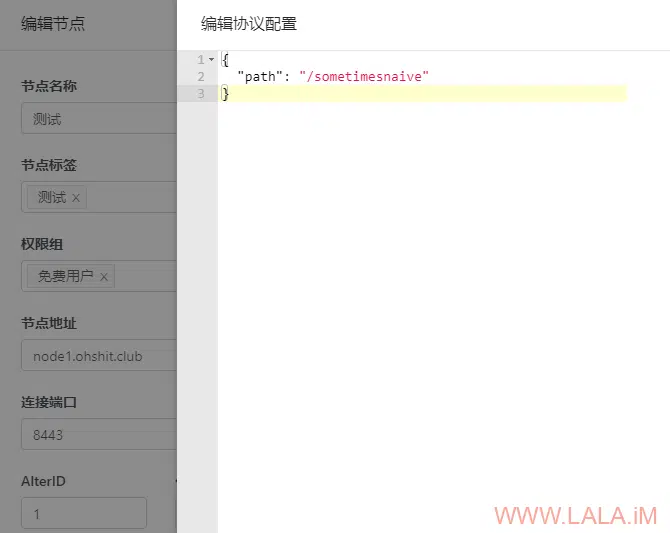 编辑节点
编辑协议配置
节点名称
测试
节点标签
测试 x
权限组
免费用户 x
节点地址
node1.ohshit.club
连接端口
8443
AlterID
1
1 {
2 "path": "/sometimesnaive"
3 }
WWW.LALA.iM